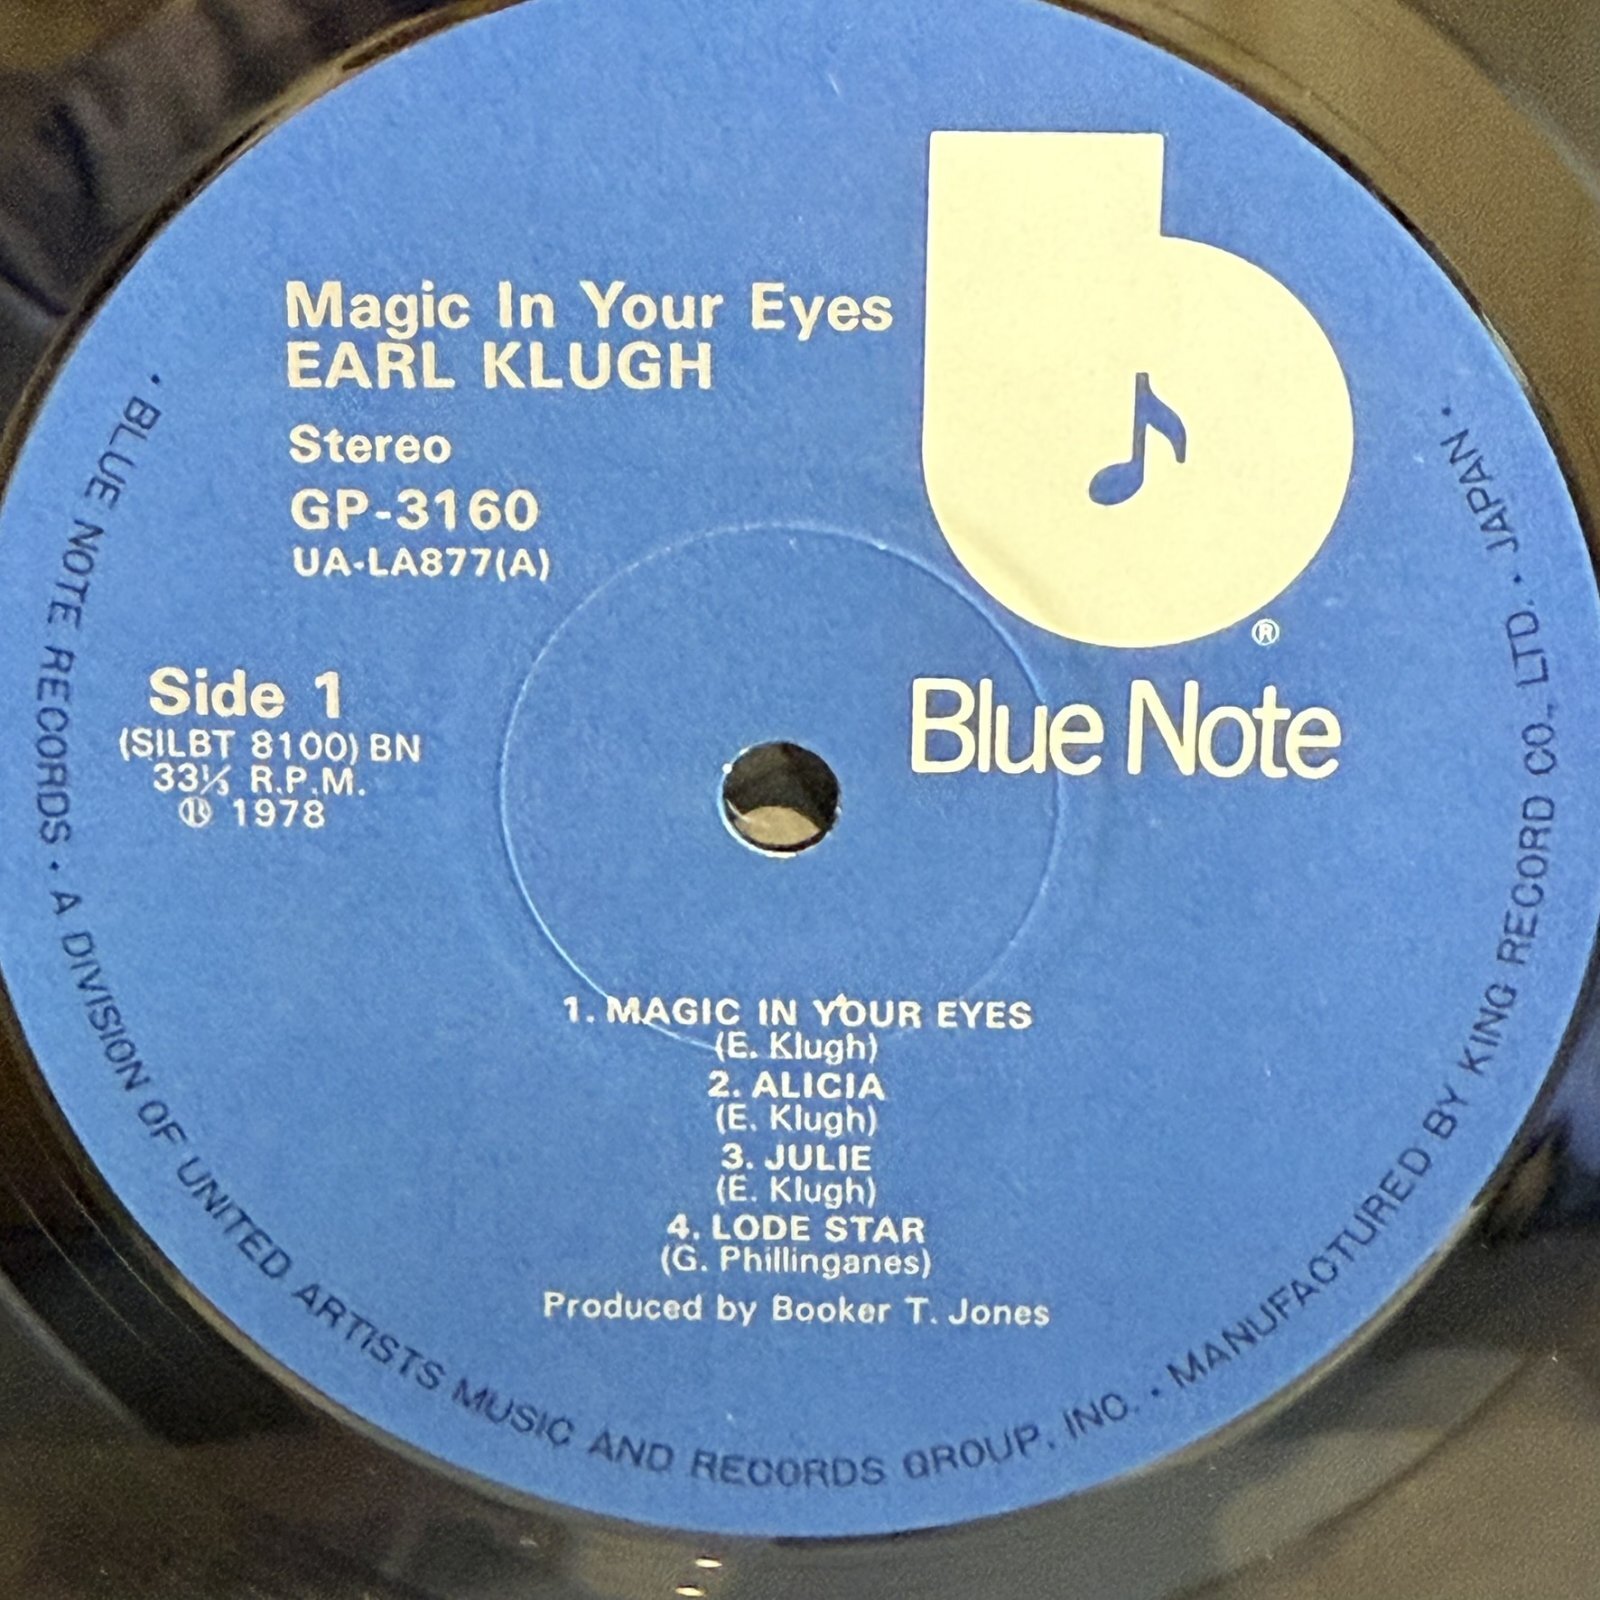 Magic In Your Eyes
EARL KLUGH
Stereo
GP-3160
UA-LA877(A)
®
Blue Note
Side 1
(SILBT 8100) BN
33⅓ R.P.M.
1978
1. MAGIC IN YOUR EYES
(E. Klugh)
2. ALICIA
(E. Klugh)
3. JULIE
(E. Klugh)
4. LODE STAR
(G. Phillinganes)
Produced by Booker T. Jones
• BLUE NOTE RECORDS • A DIVISION OF UNITED ARTISTS MUSIC AND RECORDS GROUP, INC. • MANUFACTURED BY KING RECORD CO., LTD. • JAPAN •